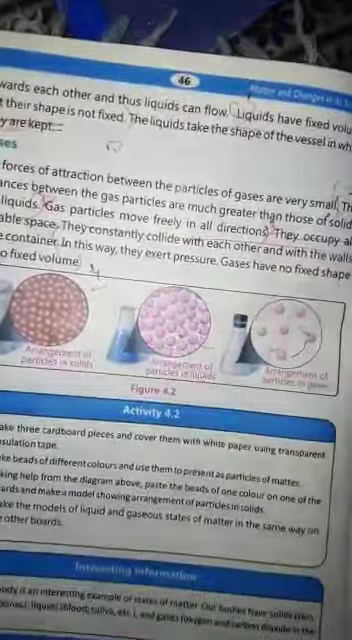 46
Matter and Changes in its
wards each other and thus liquids can flow. Liquids have fixed volu
t their shape is not fixed. The liquids take the shape of the vessel in wh
y are kept.
ses
forces of attraction between the particles of gases are very small. Th
ances between the gas particles are much greater than those of solid
liquids. Gas particles move freely in all directions. They occupy al
able space. They constantly collide with each other and with the walls
e container. In this way, they exert pressure. Gases have no fixed shape
o fixed volume)
Arrangement of
particles in solids
Arrangement of
particles in liquids
Arrangement of
particles in gases
Figure 4.2
Activity 4.2
ake three cardboard pieces and cover them with white paper using transparent
sulation tape.
ke beads of different colours and use them to present as particles of matter.
king help from the diagram above, paste the beads of one colour on one of the
ards and make a model showing arrangement of particles in solids.
ake the models of liquid and gaseous states of matter in the same way on
other boards.
Interesting Information
body is an interesting example of states of matter. Our bodies have solids (skin,
bones), liquids (blood, saliva, etc.), and gases (oxygen and carbon dioxide in the